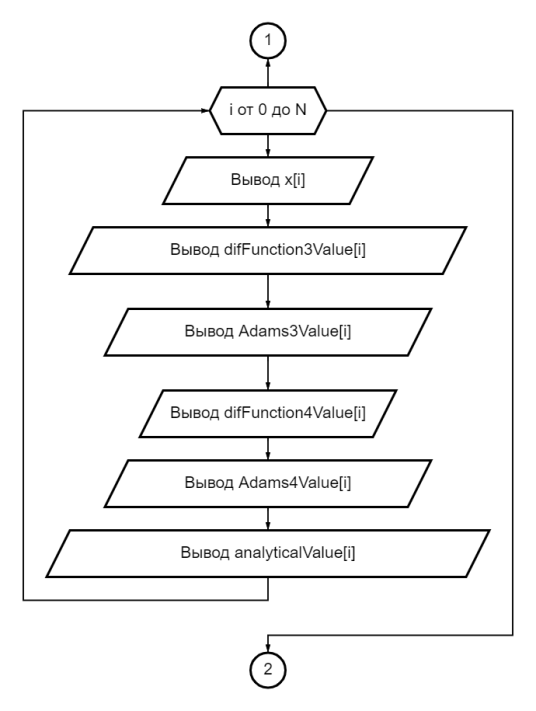 1
i от 0 до N
Вывод x[i]
Вывод difFunction3Value[i]
Вывод Adams3Value[i]
Вывод difFunction4Value[i]
Вывод Adams4Value[i]
Вывод analyticalValue[i]
2